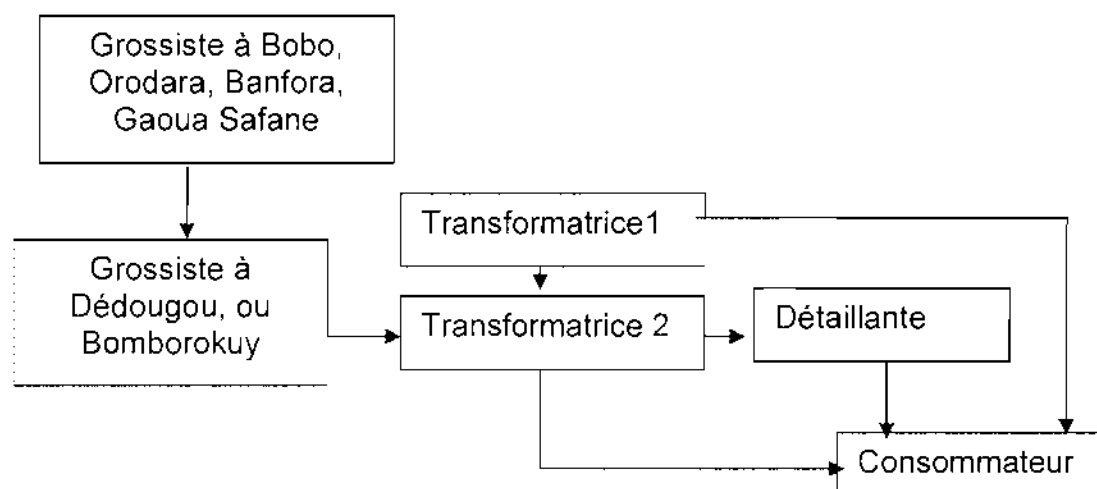 Grossiste à Bobo,
Orodara, Banfora,
Gaoua Safane
Transformatrice1
Grossiste à
Dédougou, ou
Bomborokuy
Transformatrice 2
Détaillante
Consommateur